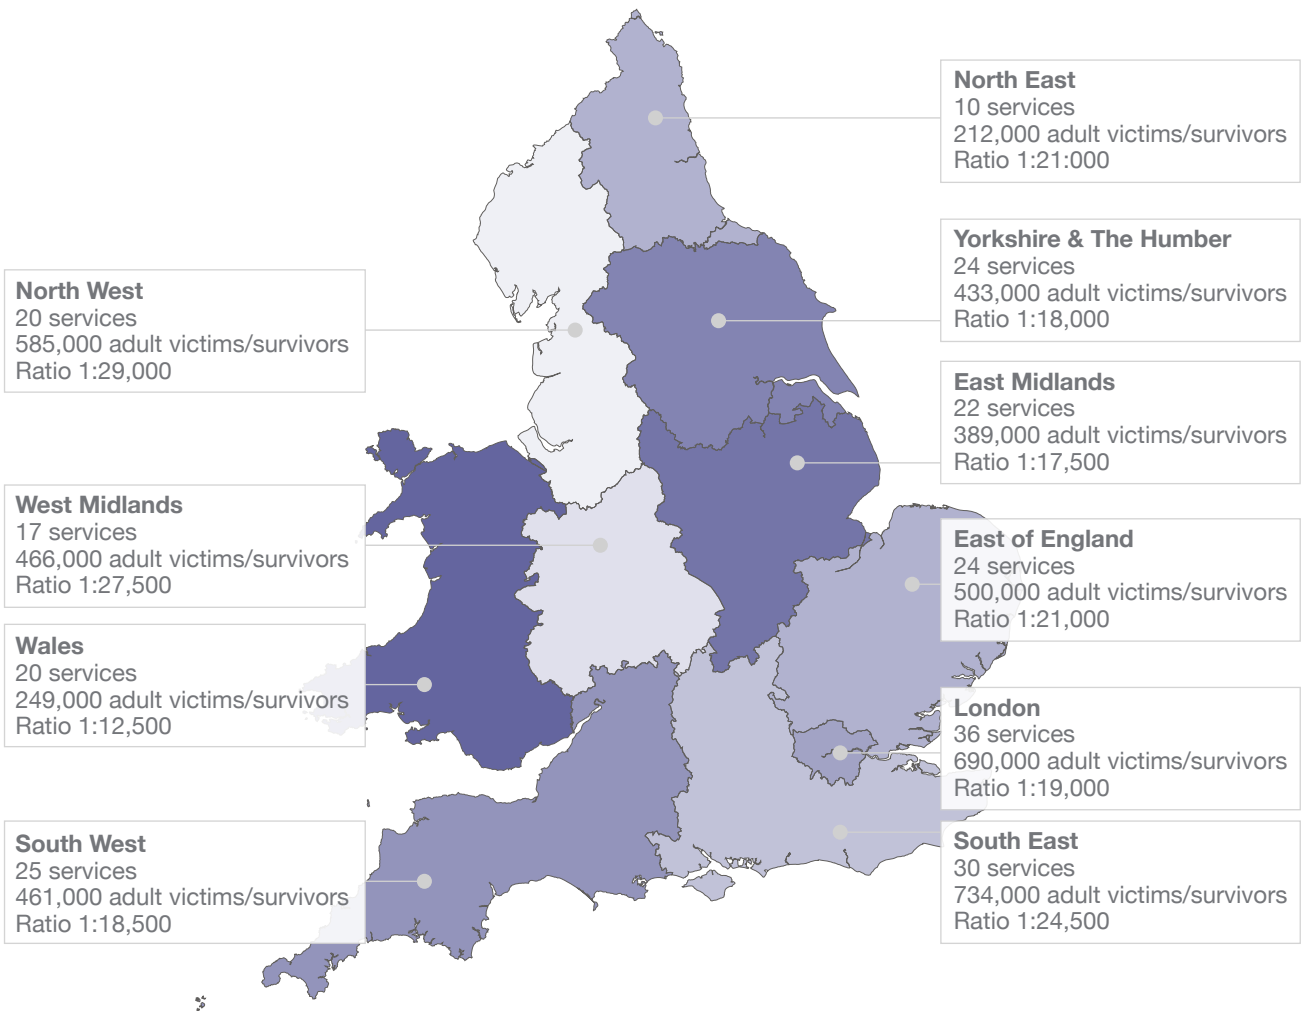 North East
10 services
212,000 adult victims/survivors
Ratio 1:21:000
Yorkshire & The Humber
24 services
433,000 adult victims/survivors
Ratio 1:18,000
North West
20 services
585,000 adult victims/survivors
Ratio 1:29,000
East Midlands
22 services
389,000 adult victims/survivors
Ratio 1:17,500
West Midlands
17 services
466,000 adult victims/survivors
Ratio 1:27,500
East of England
24 services
500,000 adult victims/survivors
Ratio 1:21,000
Wales
20 services
249,000 adult victims/survivors
Ratio 1:12,500
London
36 services
690,000 adult victims/survivors
Ratio 1:19,000
South West
25 services
461,000 adult victims/survivors
Ratio 1:18,500
South East
30 services
734,000 adult victims/survivors
Ratio 1:24,500